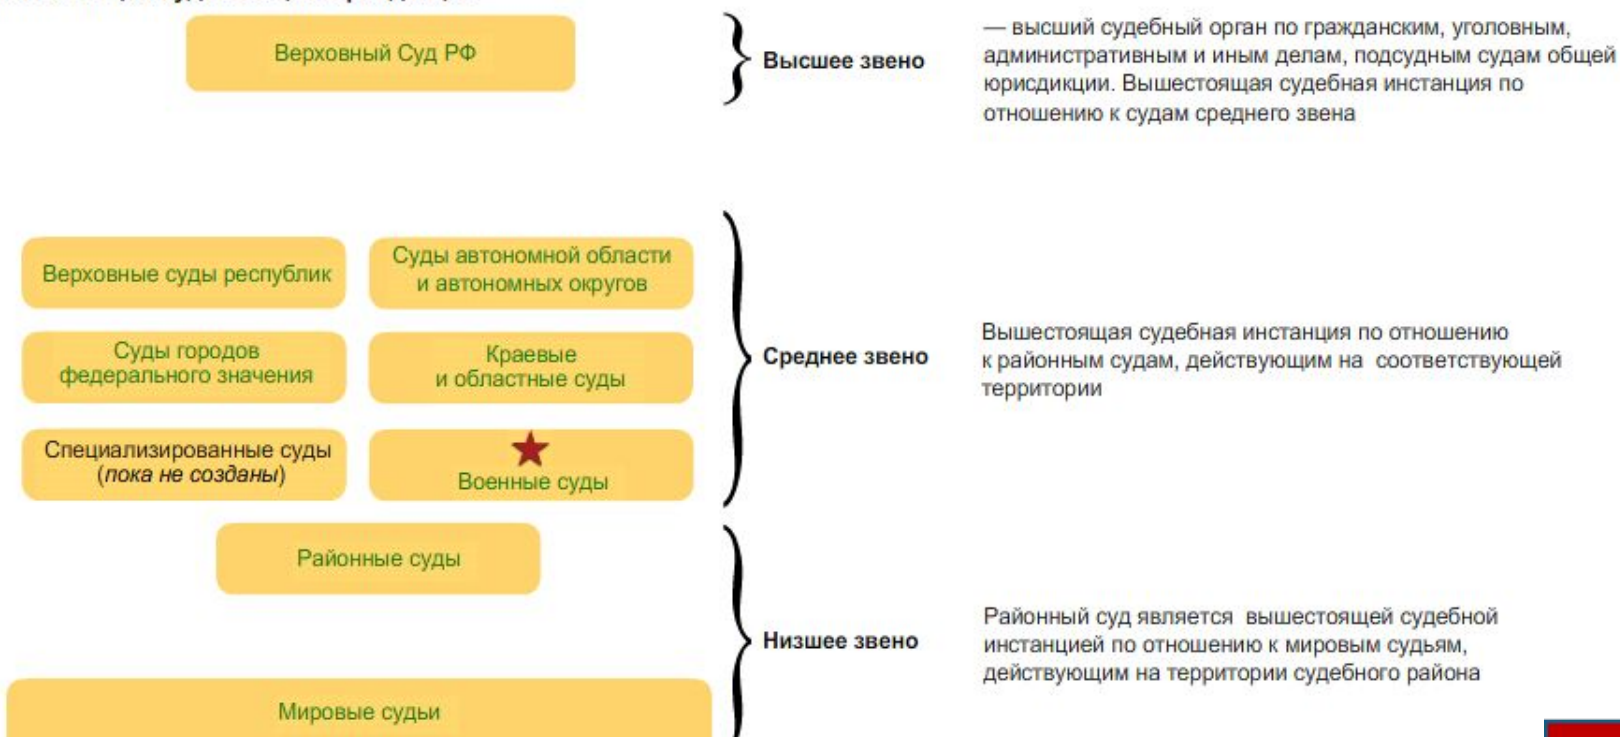 Верховный Суд РФ
Высшее звено
— высший судебный орган по гражданским, уголовным,
административным и иным делам, подсудным судам общей
юрисдикции. Вышестоящая судебная инстанция по
отношению к судам среднего звена
Верховные суды республик
Суды автономной области
и автономных округов
Суды городов
федерального значения
Краевые
и областные суды
Специализированные суды
(пока не созданы)
Военные суды
Среднее звено
Вышестоящая судебная инстанция по отношению
к районным судам, действующим на соответствующей
территории
Районные суды
Мировые судьи
Низшее звено
Районный суд является вышестоящей судебной
инстанцией по отношению к мировым судьям,
действующим на территории судебного района